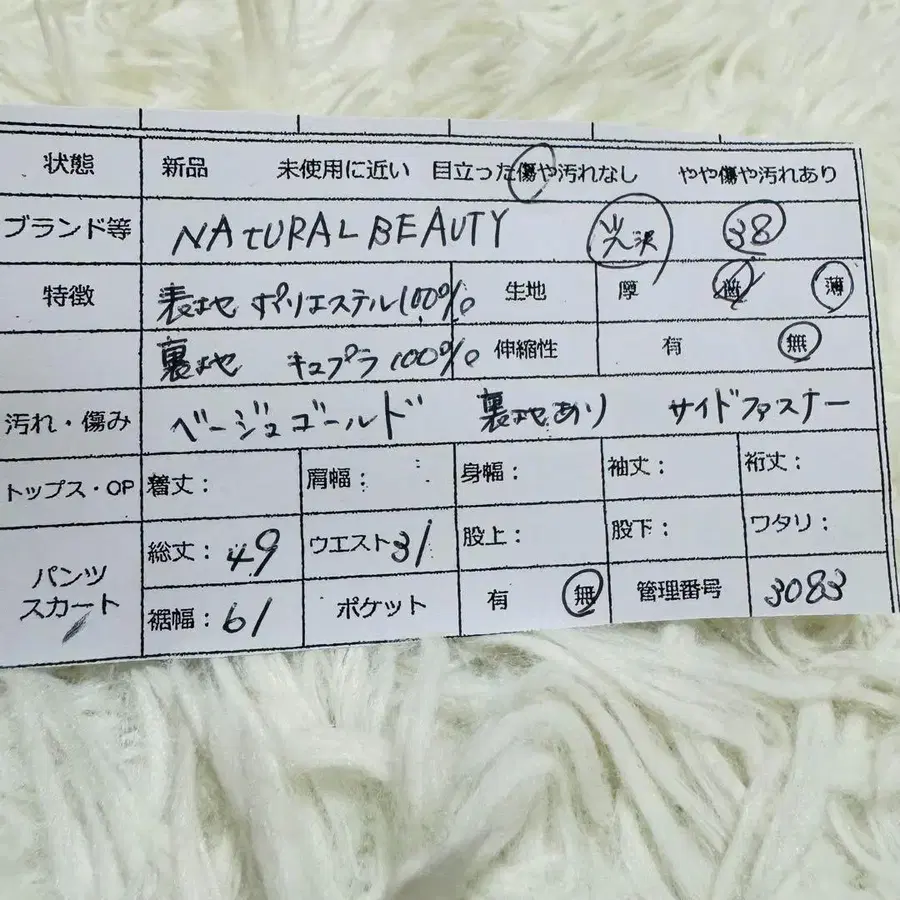 状態 新品 未使用に近い 目立った傷や汚れなし やや傷や汚れあり
ブランド等 NAtURAL BEAUTY 光沢 38
特徴 表地 ポリエステル100% 生地 厚 普 薄
裏地 キュプラ100% 伸縮性 有 無
汚れ・傷み ベージュゴールド 裏地あり サイドファスナー
トップス・OP 着丈: 肩幅: 身幅: 袖丈: 裄丈:
パンツ スカート 総丈:49 ウエスト31 股上: 股下: ワタリ:
裾幅:61 ポケット 有 無 管理番号 3083